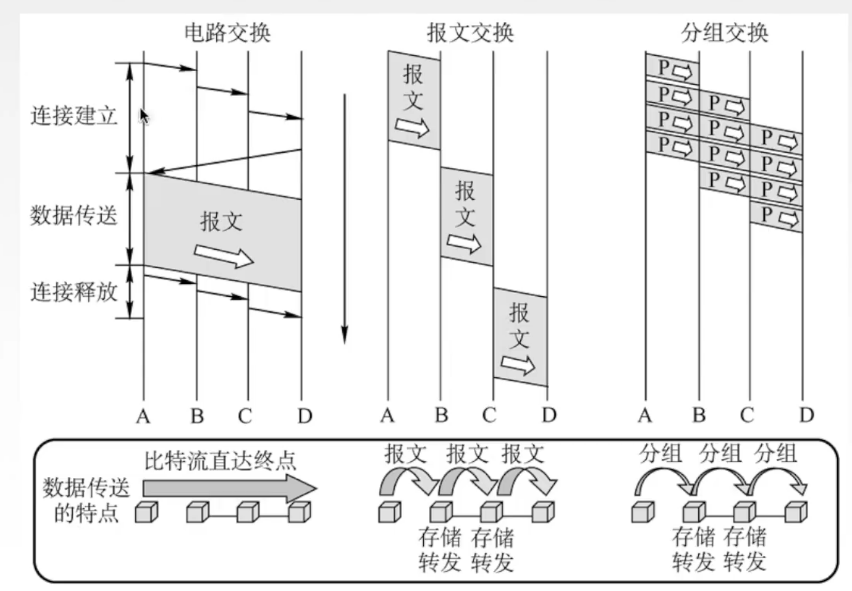 电路交换
报文交换
分组交换
连接建立
数据传送
连接释放
报文
报
文
报
文
报
文
P
P
P
P
P
P
P
P
P
P
P
P
A B C D
A B C D
A B C D
数据传送
的特点
比特流直达终点
报文 报文 报文
存储 存储
转发 转发
分组 分组 分组
存储 存储
转发 转发